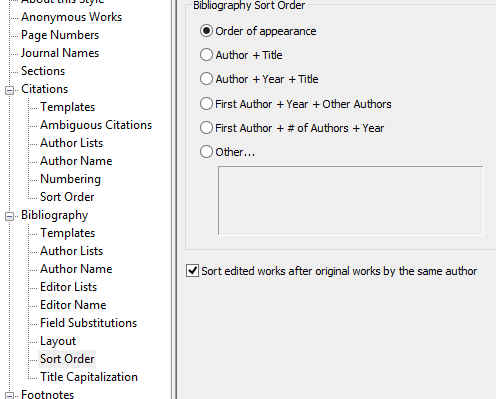 About this Style
Anonymous Works
Page Numbers
Journal Names
Sections
Citations
Templates
Ambiguous Citations
Author Lists
Author Name
Numbering
Sort Order
Bibliography
Templates
Author Lists
Author Name
Editor Lists
Editor Name
Field Substitutions
Layout
Sort Order
Title Capitalization
Footnotes
Bibliography Sort Order
Order of appearance
Author + Title
Author + Year + Title
First Author + Year + Other Authors
First Author + # of Authors + Year
Other...
Sort edited works after original works by the same author